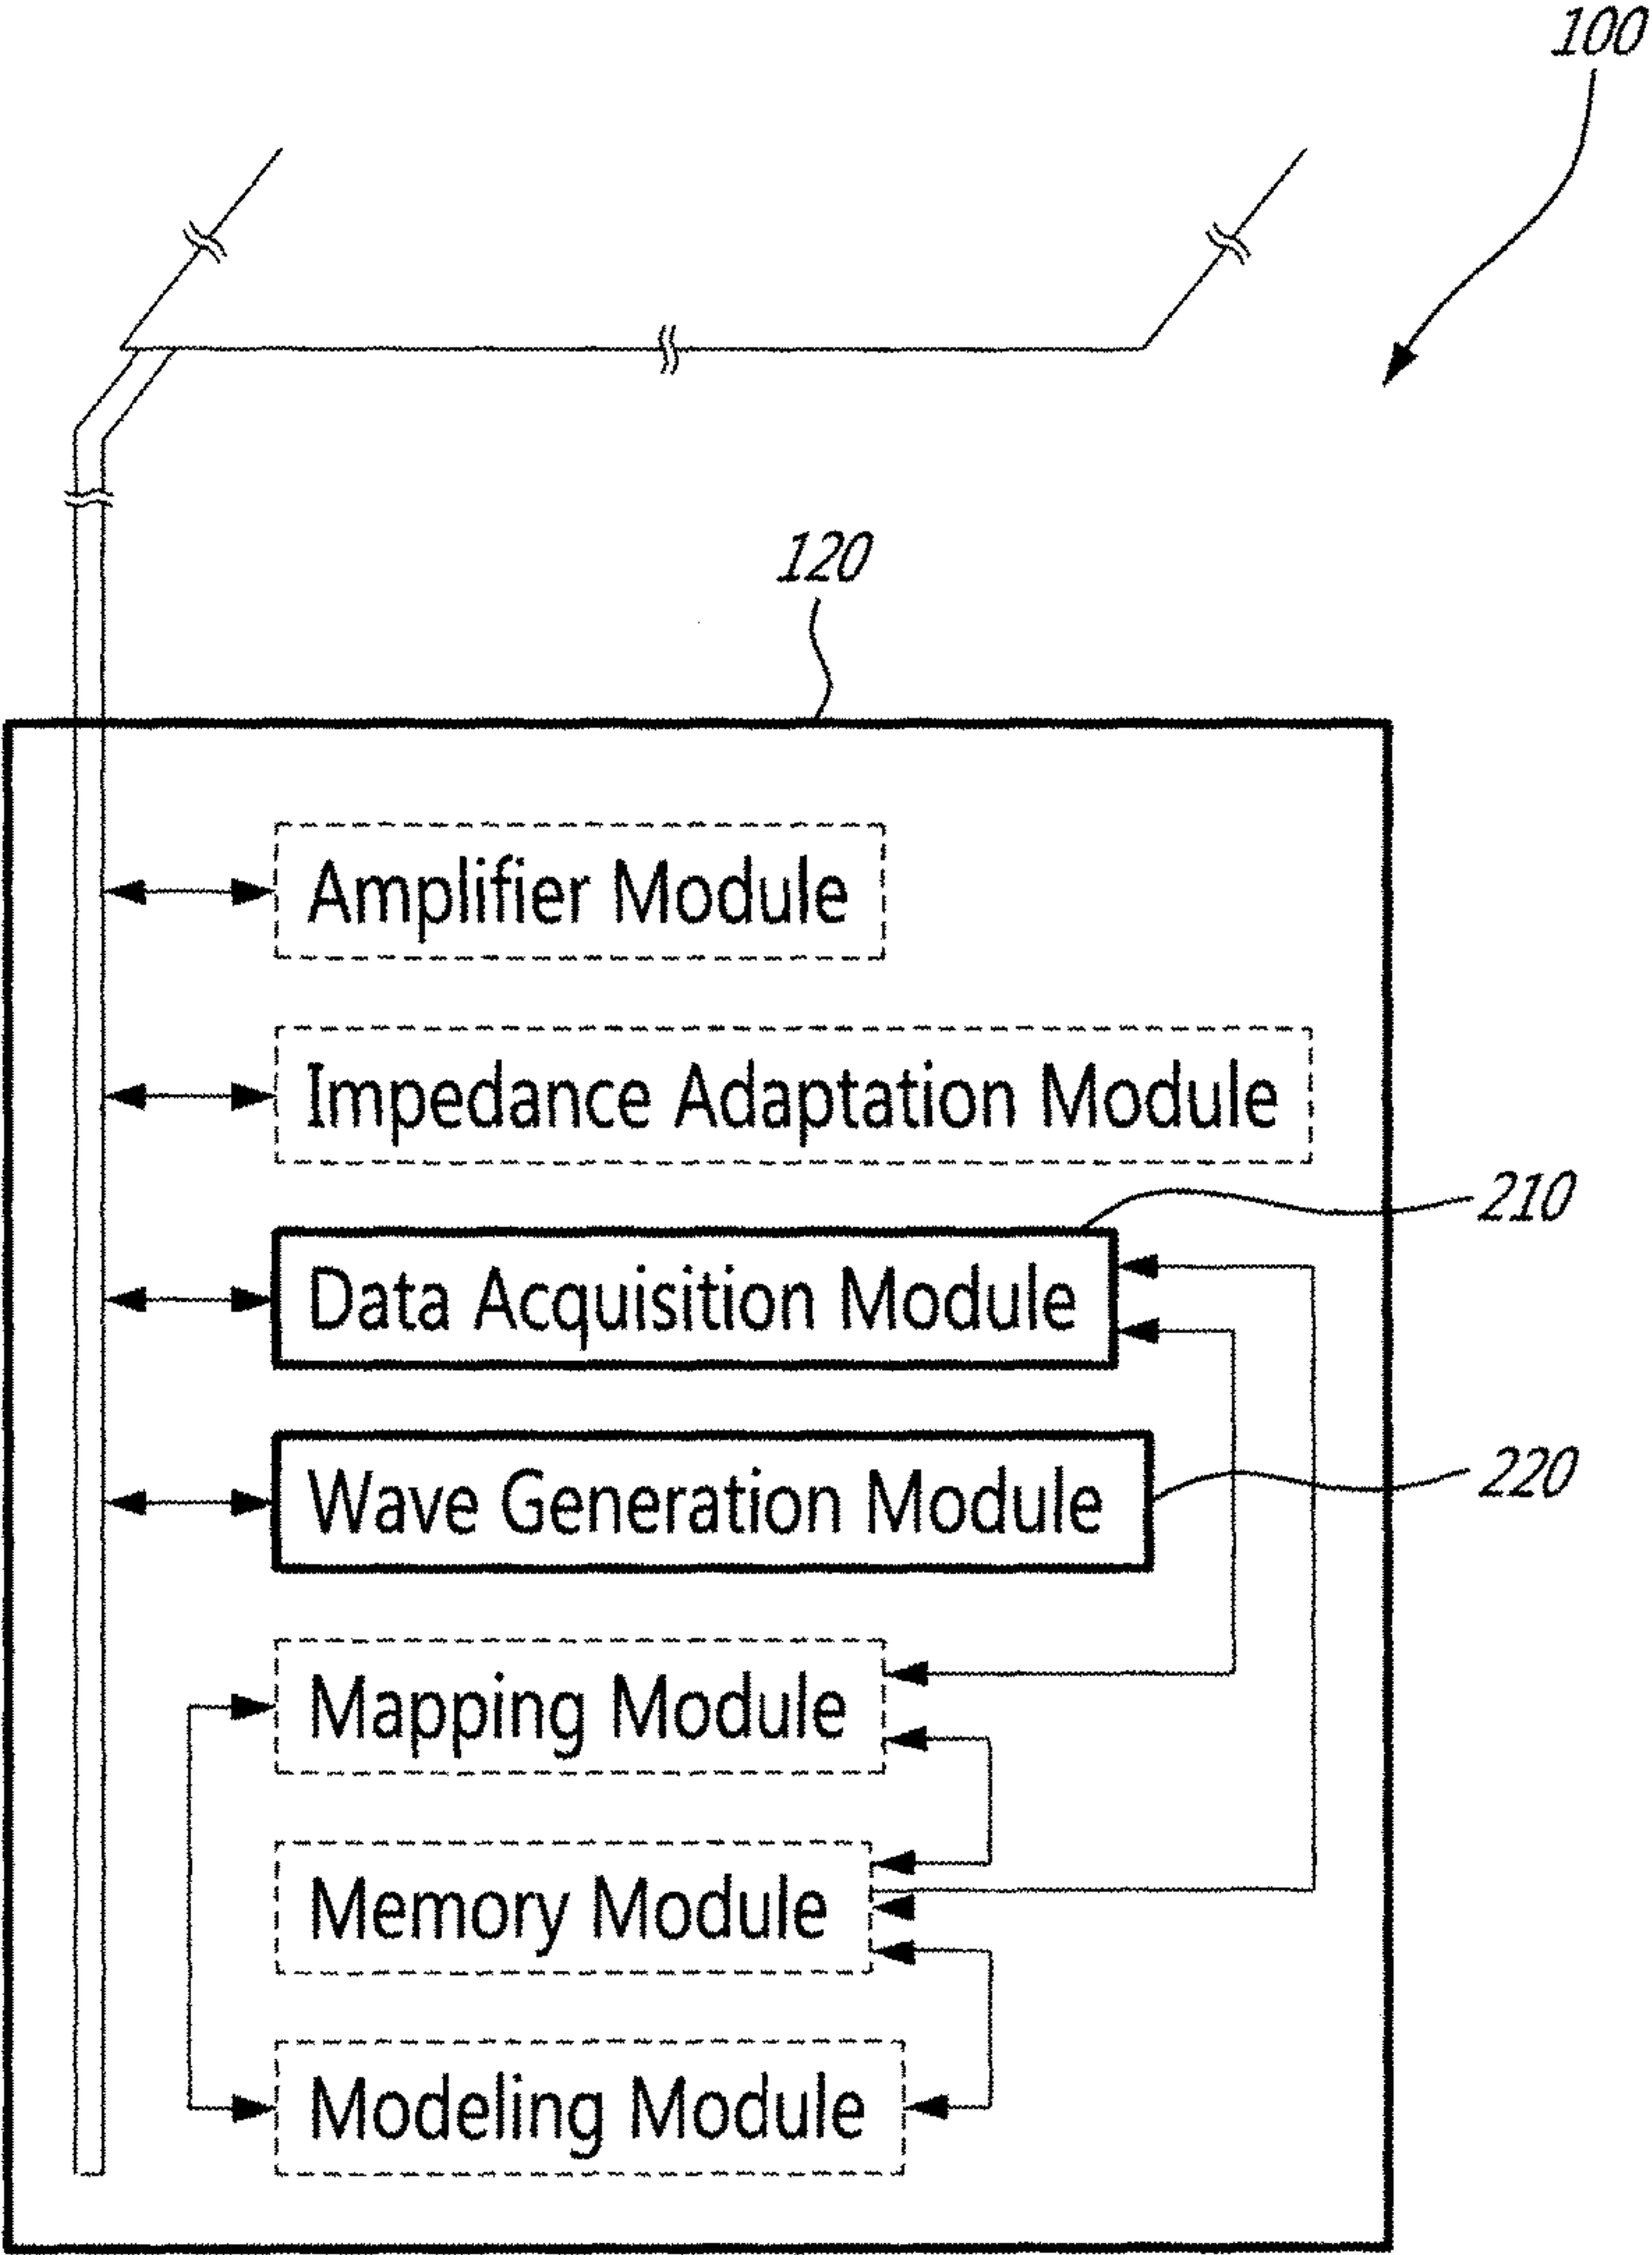 100
120
Amplifier Module
Impedance Adaptation Module
210
Data Acquisition Module
220
Wave Generation Module
Mapping Module
Memory Module
Modeling Module